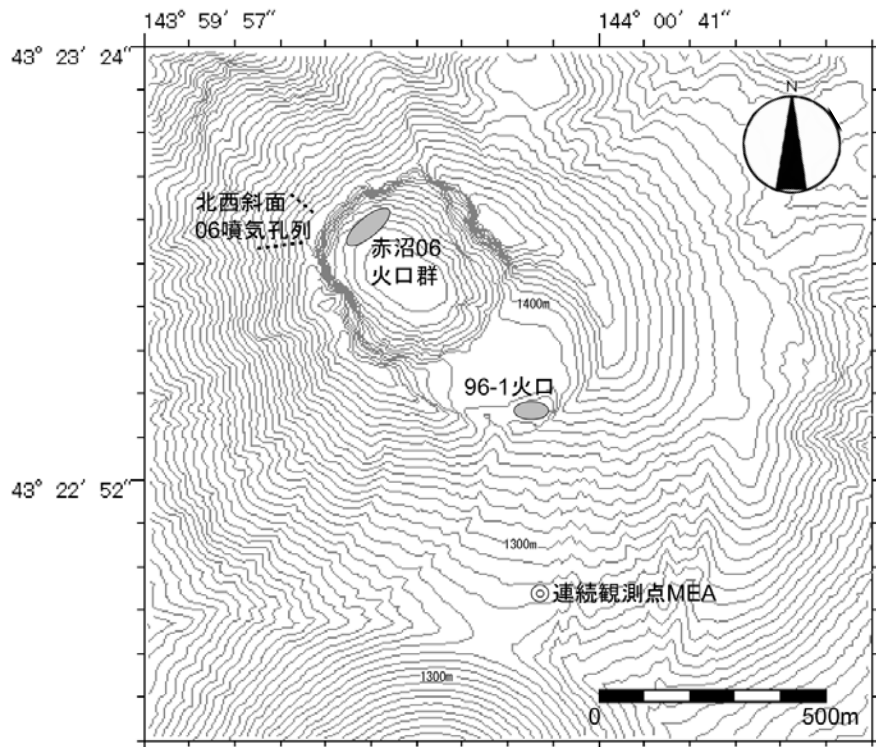 143° 59′ 57″
144° 00′ 41″
43° 23′ 24″
N
北西斜面
06噴気孔列
赤沼06
火口群
1400m
96-1火口
43° 22′ 52″
1300m
連続観測点MEA
1300m
0
500m